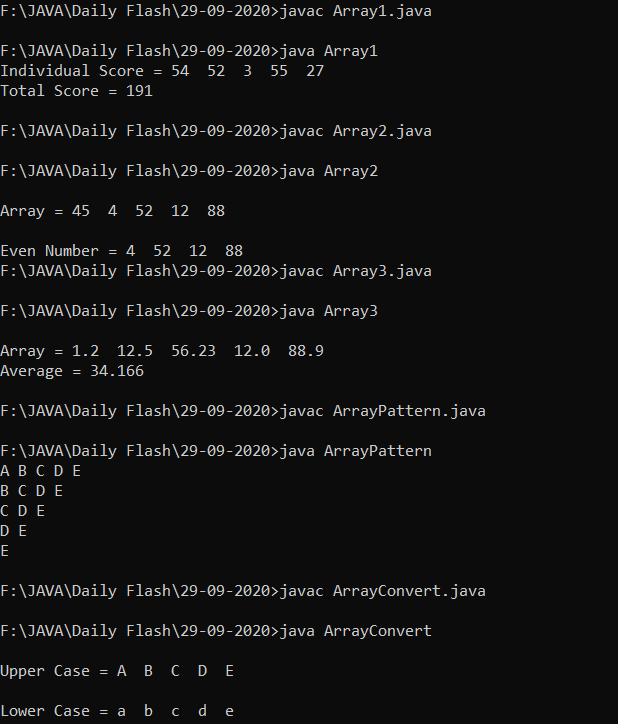 F:\JAVA\Daily Flash\29-09-2020>javac Array1.java
F:\JAVA\Daily Flash\29-09-2020>java Array1
Individual Score = 54  52  3  55  27
Total Score = 191
F:\JAVA\Daily Flash\29-09-2020>javac Array2.java
F:\JAVA\Daily Flash\29-09-2020>java Array2
Array = 45  4  52  12  88
Even Number = 4  52  12  88
F:\JAVA\Daily Flash\29-09-2020>javac Array3.java
F:\JAVA\Daily Flash\29-09-2020>java Array3
Array = 1.2  12.5  56.23  12.0  88.9
Average = 34.166
F:\JAVA\Daily Flash\29-09-2020>javac ArrayPattern.java
F:\JAVA\Daily Flash\29-09-2020>java ArrayPattern
A B C D E
B C D E
C D E
D E
E
F:\JAVA\Daily Flash\29-09-2020>javac ArrayConvert.java
F:\JAVA\Daily Flash\29-09-2020>java ArrayConvert
Upper Case = A  B  C  D  E
Lower Case = a  b  c  d  e